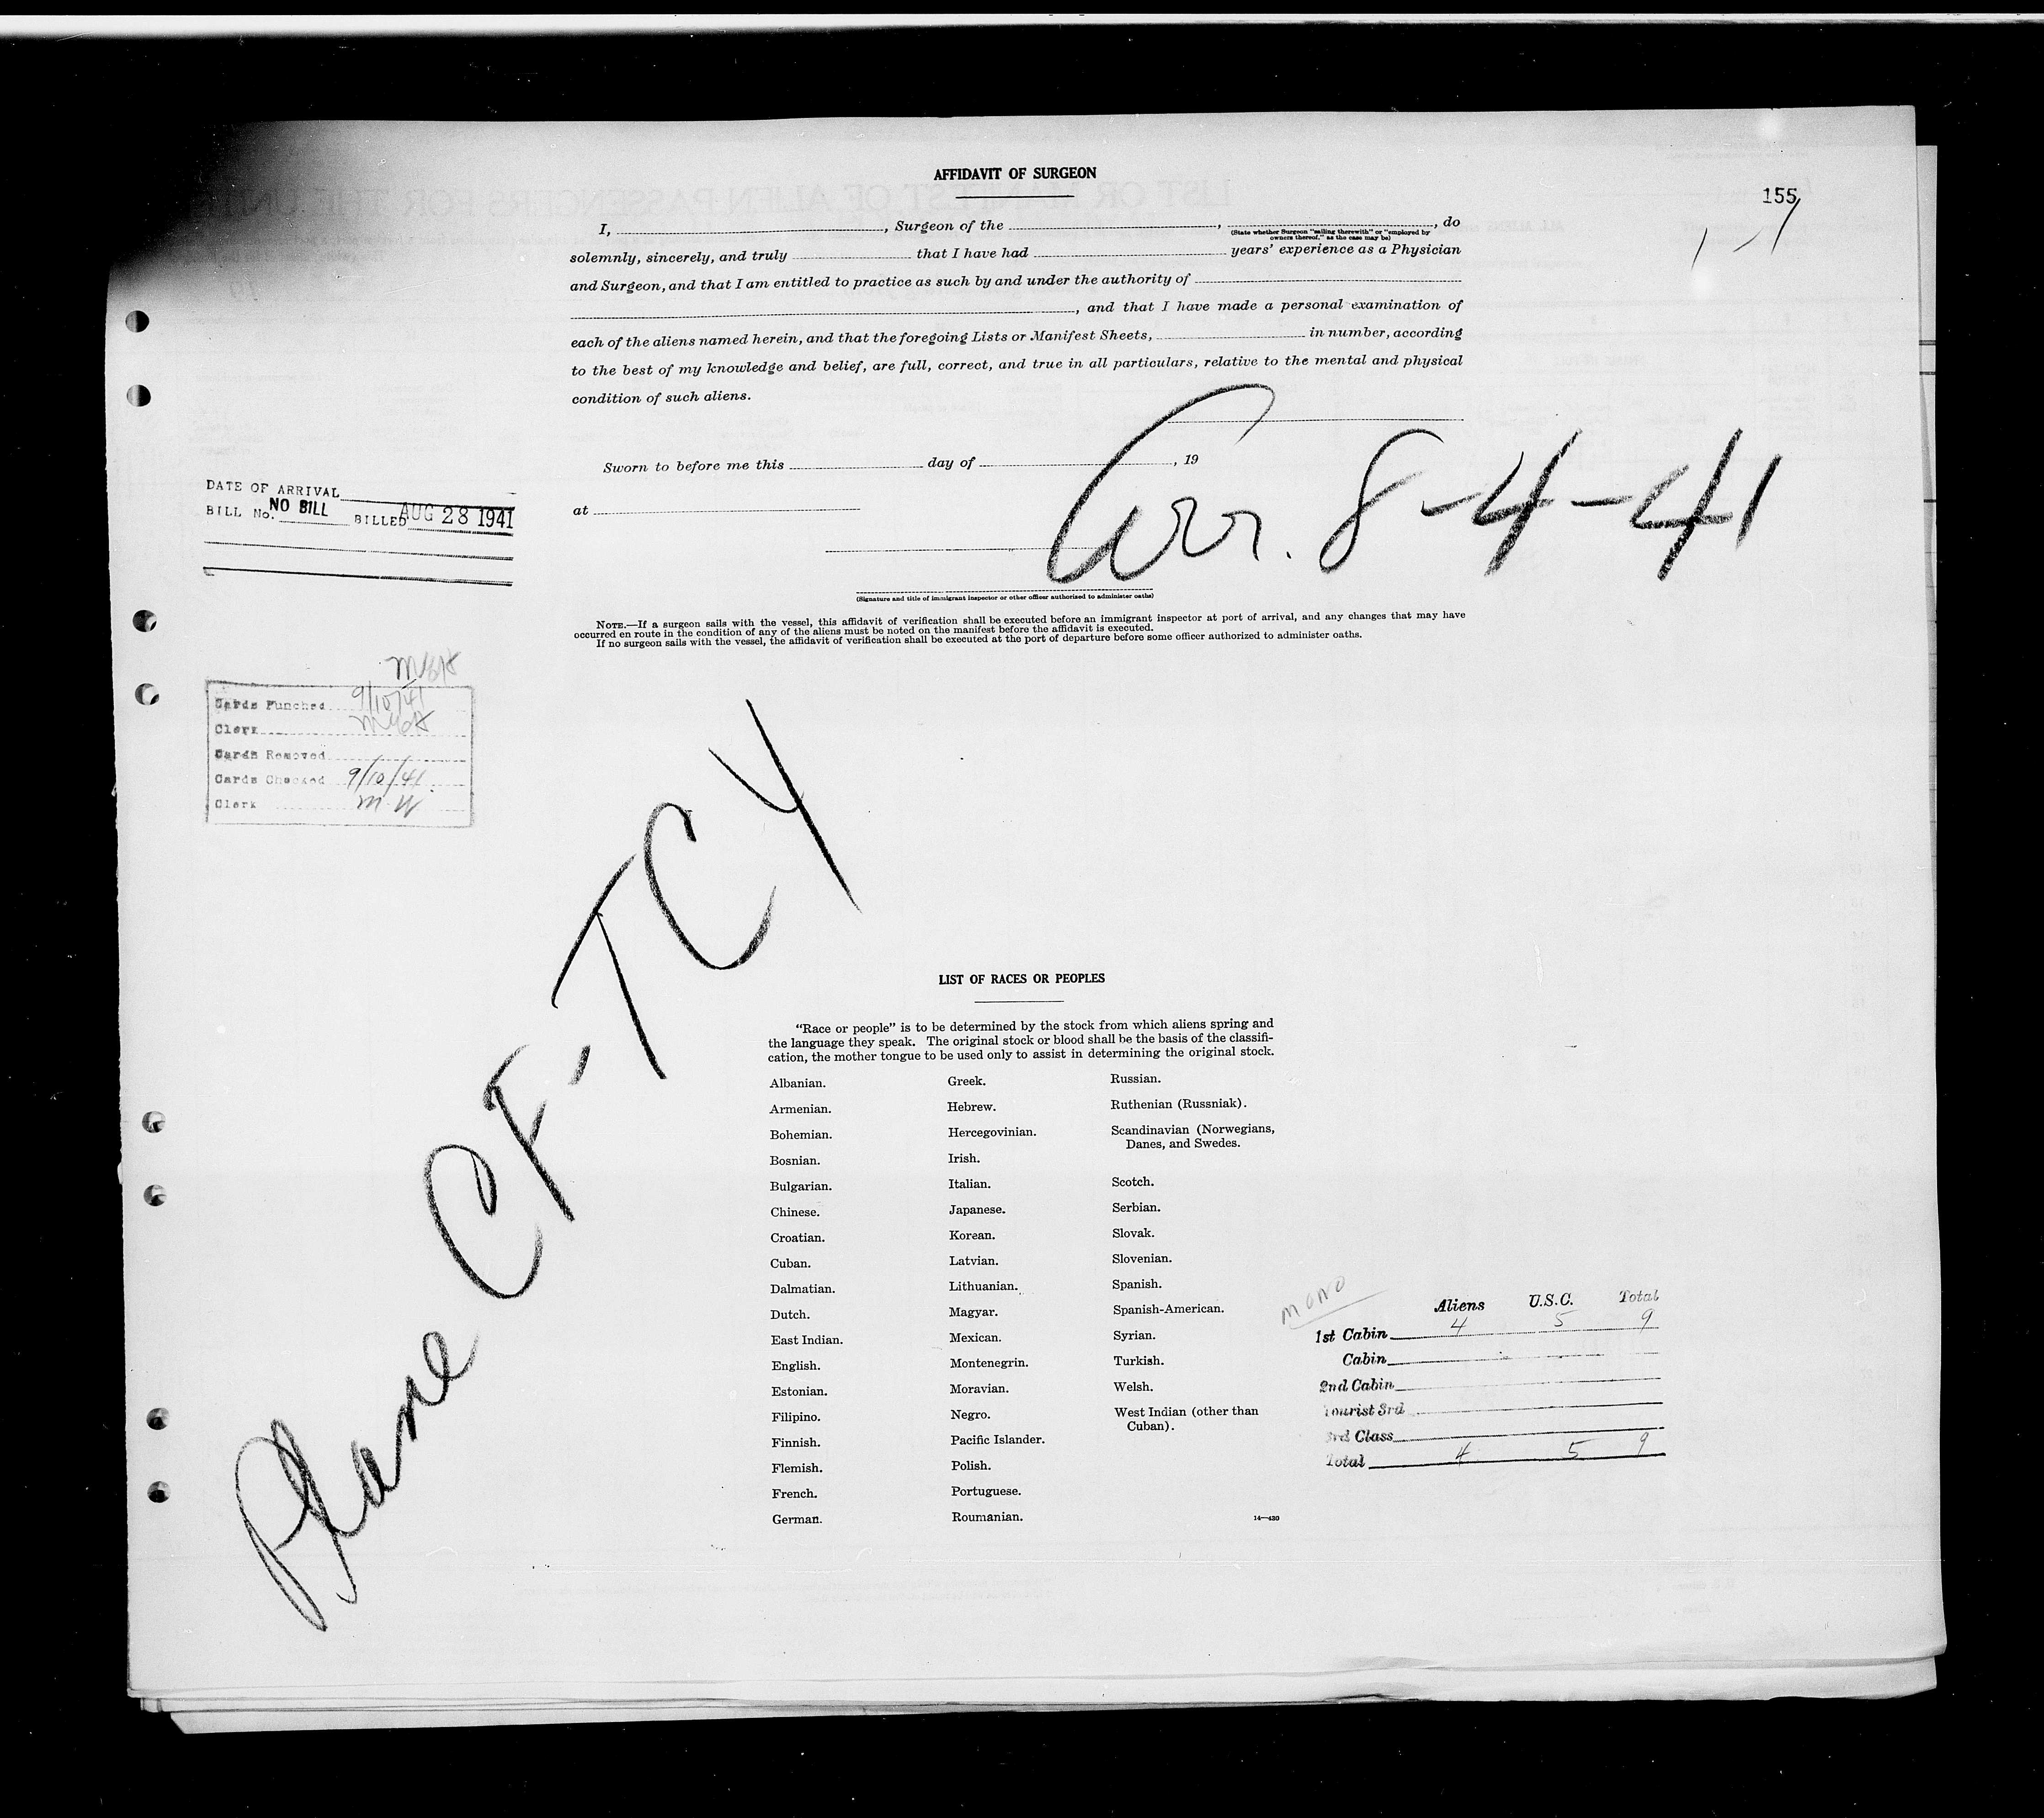 AFFIDAVIT OF SURGEON
155
1 - 7
I, , Surgeon of the , , do
(State whether Surgeon "sailing therewith" or "employed by
owners thereof," as the case may be)
solemnly, sincerely, and truly that I have had years' experience as a Physician
and Surgeon, and that I am entitled to practice as such by and under the authority of
, and that I have made a personal examination of
each of the aliens named herein, and that the foregoing Lists or Manifest Sheets, in number, according
to the best of my knowledge and belief, are full, correct, and true in all particulars, relative to the mental and physical
condition of such aliens.
Sworn to before me this day of , 19
at
Arr. 8-4-41
DATE OF ARRIVAL
BILL No. NO BILL BILLED AUG 28 1941
(Signature and title of immigrant inspector or other officer authorized to administer oaths)
NOTE.—If a surgeon sails with the vessel, this affidavit of verification shall be executed before an immigrant inspector at port of arrival, and any changes that may have
occurred en route in the condition of any of the aliens must be noted on the manifest before the affidavit is executed.
If no surgeon sails with the vessel, the affidavit of verification shall be executed at the port of departure before some officer authorized to administer oaths.
Cards Punched 9/10/41
Clerk
Cards Removed
Cards Checked 9/10/41
Clerk M W
Plane CF-TCY
LIST OF RACES OR PEOPLES
"Race or people" is to be determined by the stock from which aliens spring and
the language they speak. The original stock or blood shall be the basis of the classifi-
cation, the mother tongue to be used only to assist in determining the original stock.
Albanian.
Armenian.
Bohemian.
Bosnian.
Bulgarian.
Chinese.
Croatian.
Cuban.
Dalmatian.
Dutch.
East Indian.
English.
Estonian.
Filipino.
Finnish.
Flemish.
French.
German.
Greek.
Hebrew.
Hercegovinian.
Irish.
Italian.
Japanese.
Korean.
Latvian.
Lithuanian.
Magyar.
Mexican.
Montenegrin.
Moravian.
Negro.
Pacific Islander.
Polish.
Portuguese.
Roumanian.
Russian.
Ruthenian (Russniak).
Scandinavian (Norwegians,
Danes, and Swedes.
Scotch.
Serbian.
Slovak.
Slovenian.
Spanish.
Spanish-American.
Syrian.
Turkish.
Welsh.
West Indian (other than
Cuban).
14—430
mono
Aliens U.S.C. Total
1st Cabin 4 5 9
Cabin
2nd Cabin
Tourist 3rd
3rd Class
Total 4 5 9